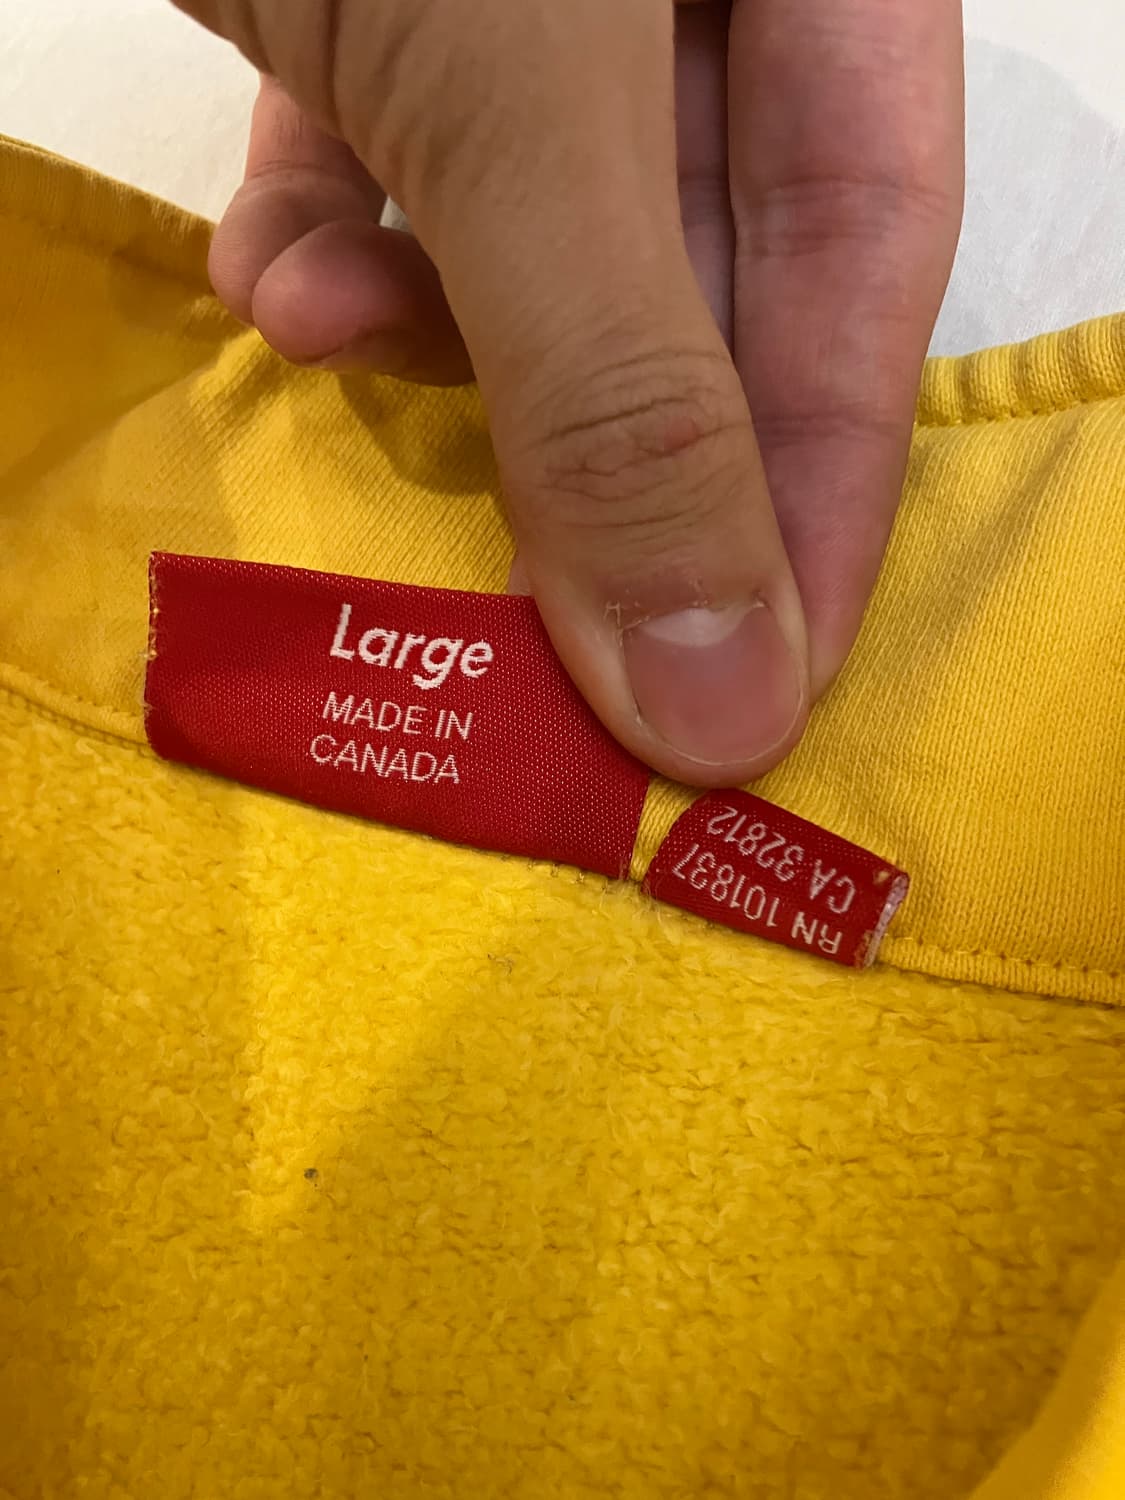 Large
MADE IN
CANADA
RN 101837
CA 32812